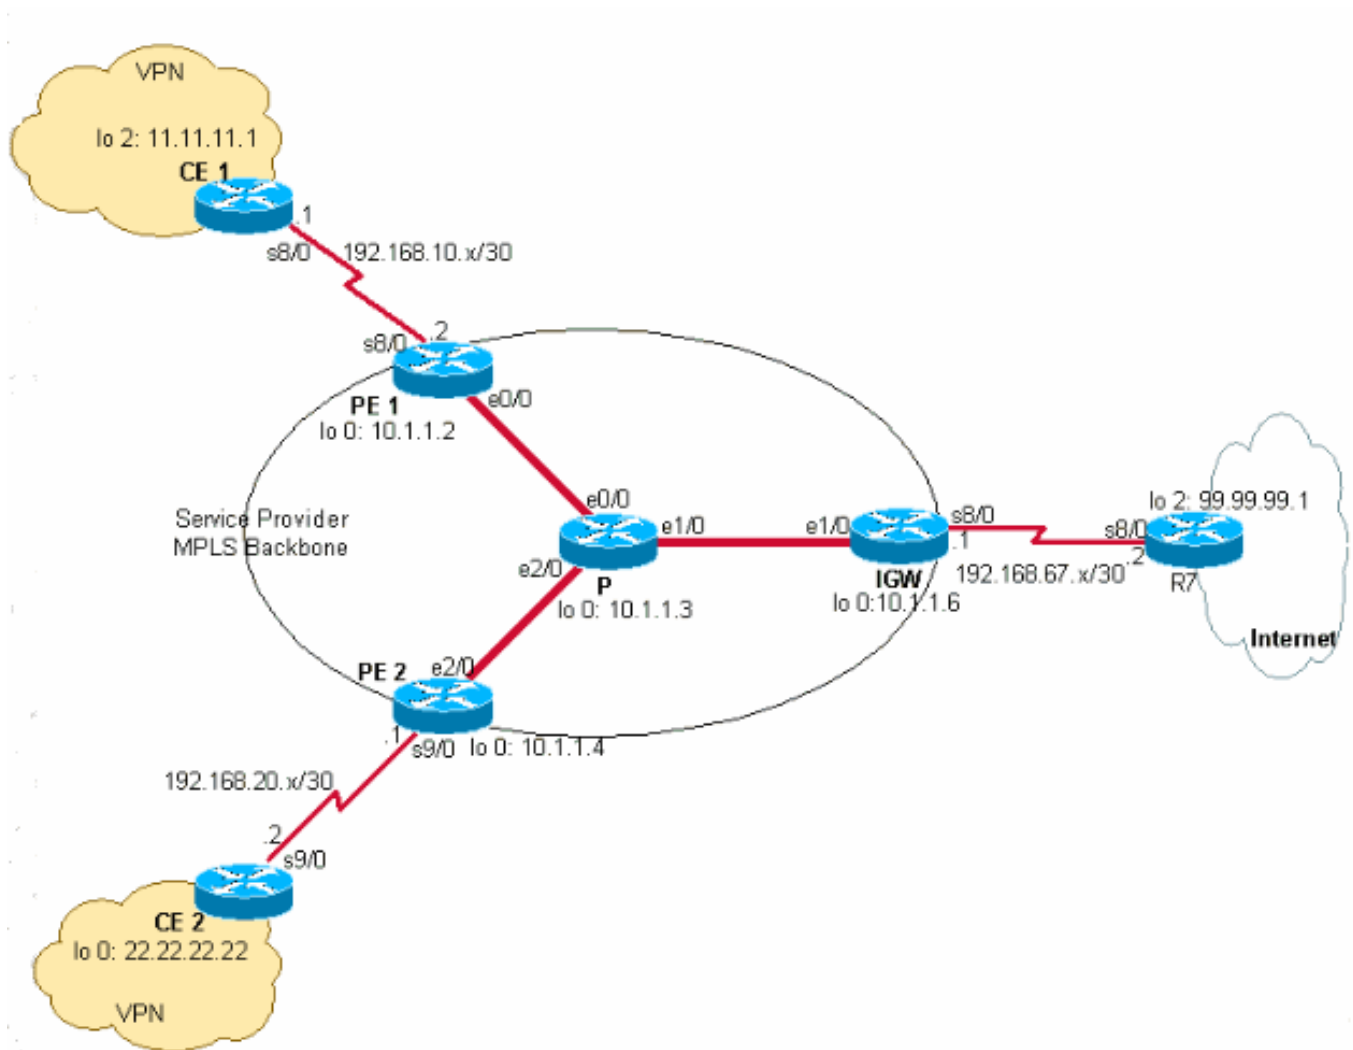 VPN
lo 2: 11.11.11.1
CE 1
.1
s8/0
192.168.10.x/30
.2
s8/0
PE 1
e0/0
lo 0: 10.1.1.2
Service Provider
MPLS Backbone
e0/0
e1/0
e2/0
P
lo 0: 10.1.1.3
e1/0
s8/0
.1
IGW
lo 0:10.1.1.6
192.168.67.x/30
lo 2: 99.99.99.1
s8/0
.2
R7
Internet
PE 2
e2/0
.1
s9/0
lo 0: 10.1.1.4
192.168.20.x/30
.2
s9/0
CE 2
lo 0: 22.22.22.22
VPN